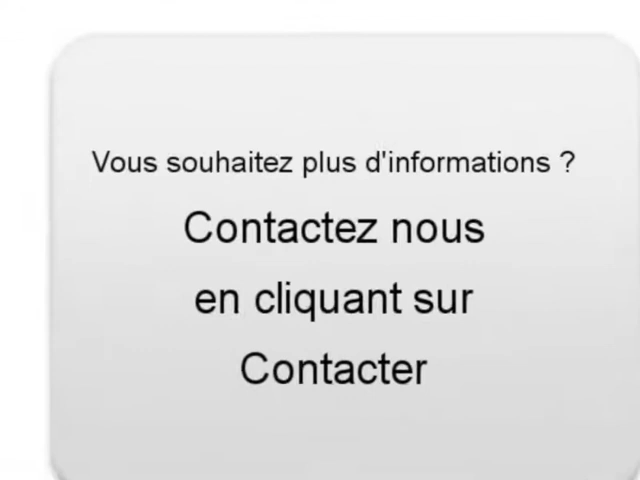 Vous souhaitez plus d'informations ?
Contactez nous
en cliquant sur
Contacter